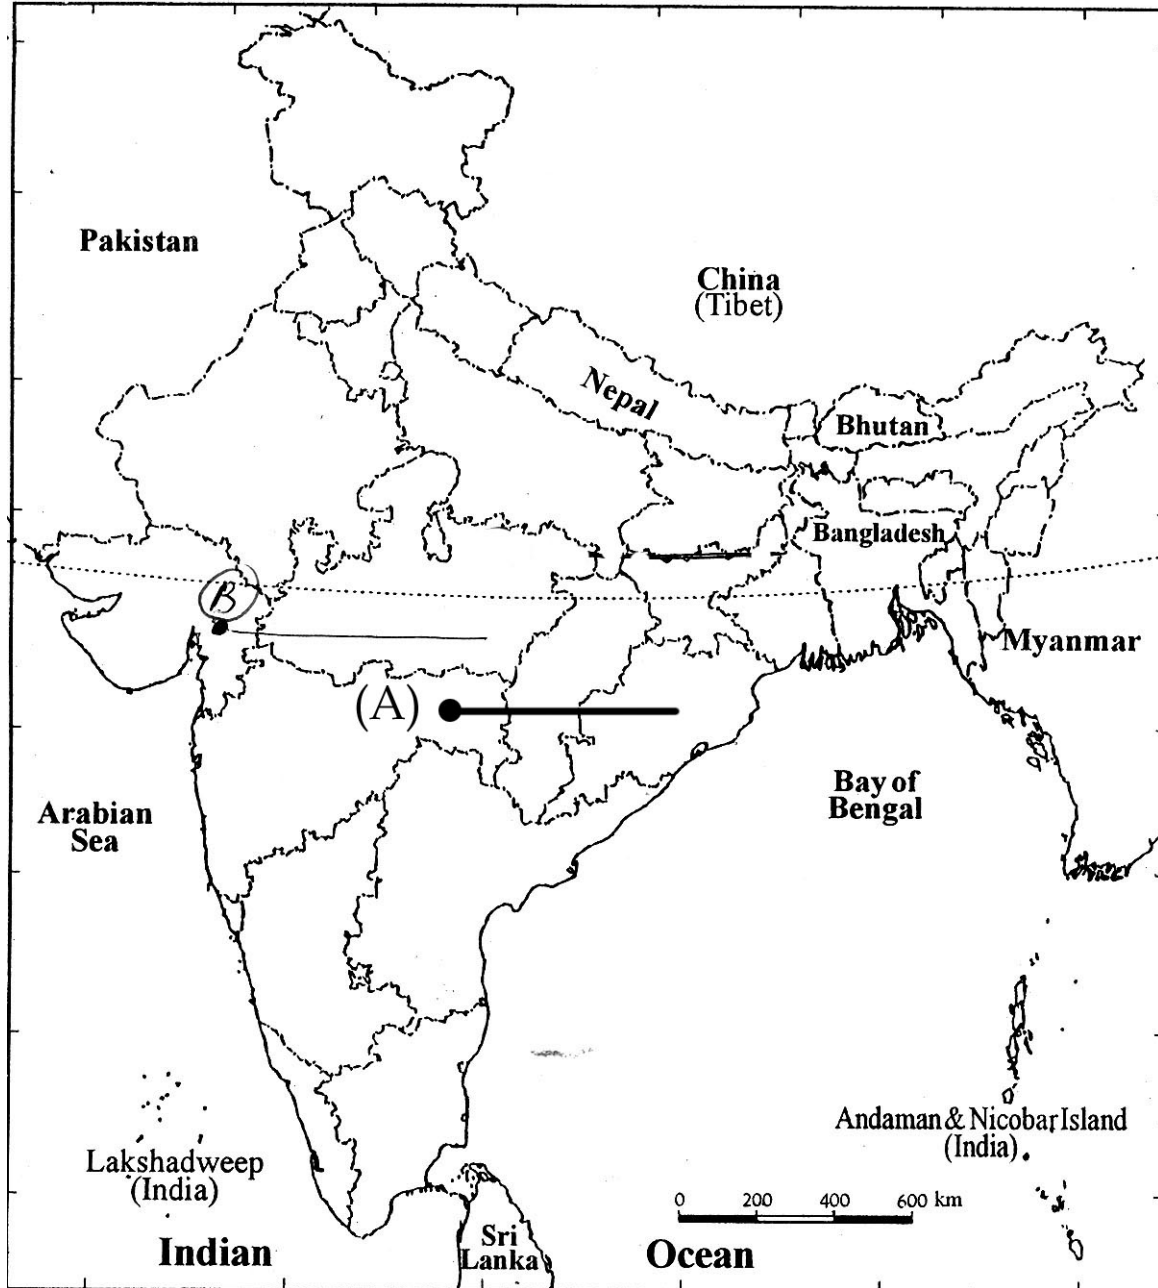 Pakistan
China
(Tibet)
Nepal
Bhutan
Bangladesh
B
Myanmar
(A)
Arabian
Sea
Bay of
Bengal
Andaman & Nicobar Island
(India)
Lakshadweep
(India)
0 200 400 600 km
Sri
Lanka
Indian Ocean